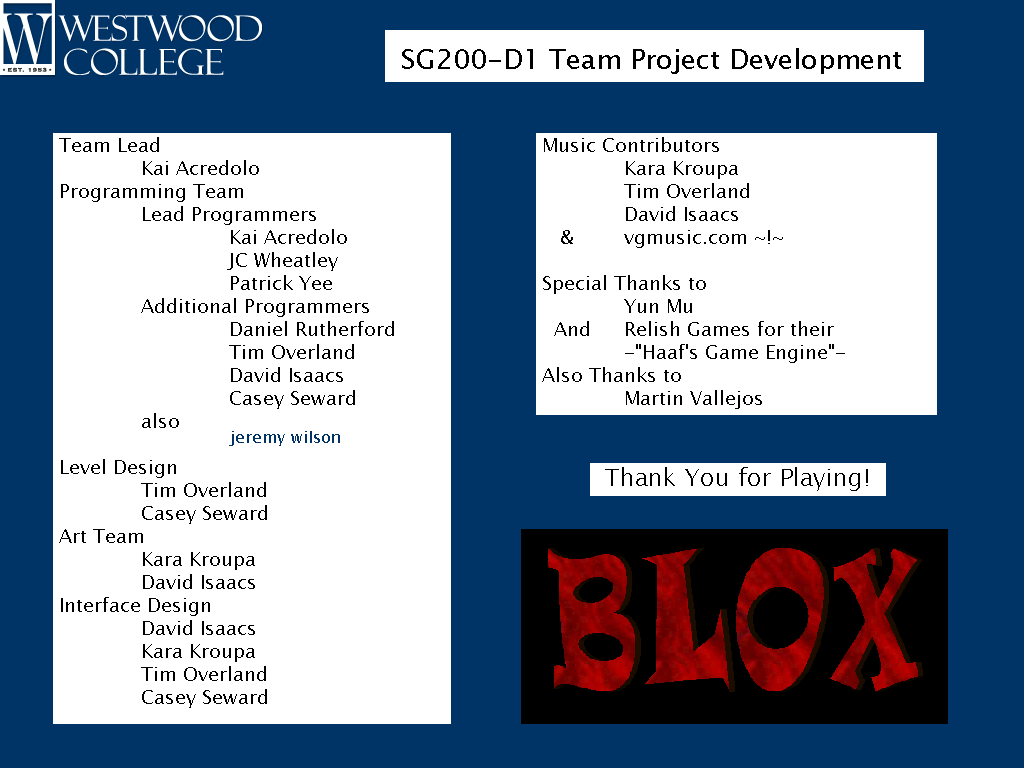 W
WESTWOOD
COLLEGE
· EST. 1953 ·
SG200-D1 Team Project Development
Team Lead
Kai Acredolo
Programming Team
Lead Programmers
Kai Acredolo
JC Wheatley
Patrick Yee
Additional Programmers
Daniel Rutherford
Tim Overland
David Isaacs
Casey Seward
also
jeremy wilson
Level Design
Tim Overland
Casey Seward
Art Team
Kara Kroupa
David Isaacs
Interface Design
David Isaacs
Kara Kroupa
Tim Overland
Casey Seward
Music Contributors
Kara Kroupa
Tim Overland
David Isaacs
& vgmusic.com ~!~
Special Thanks to
Yun Mu
And Relish Games for their
-"Haaf's Game Engine"-
Also Thanks to
Martin Vallejos
Thank You for Playing!
BLOX